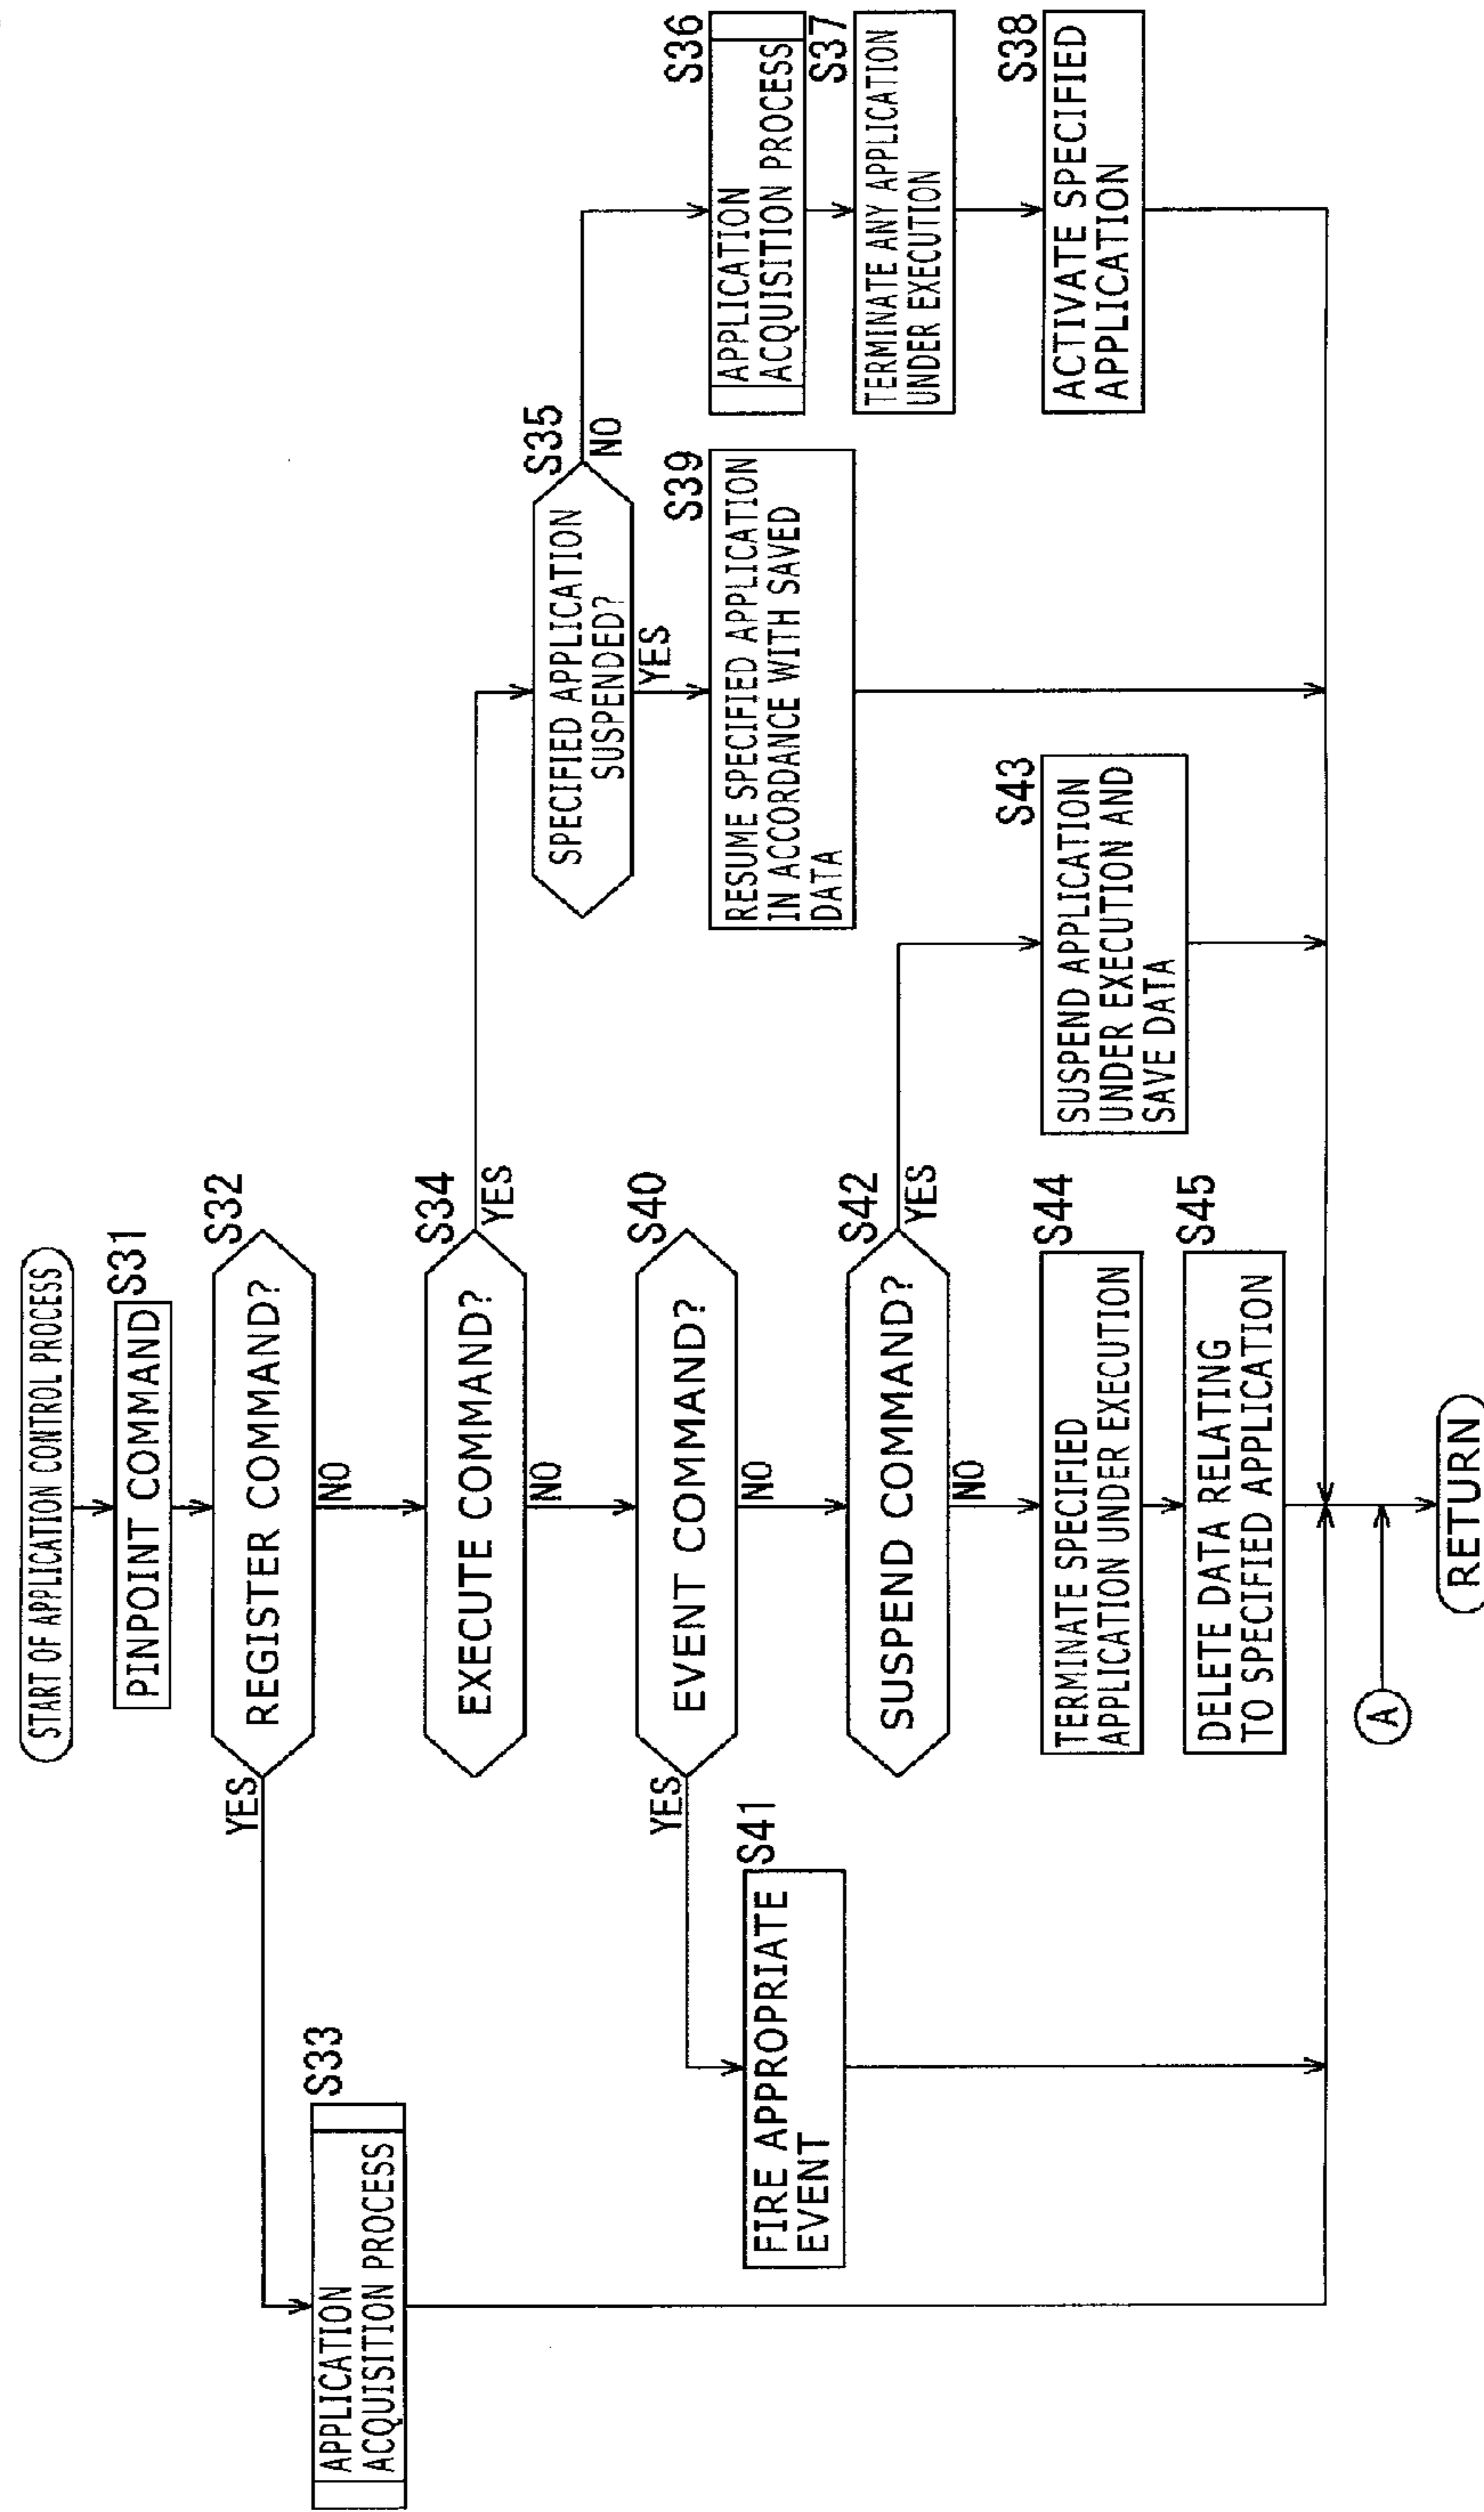 START OF APPLICATION CONTROL PROCESS
S31
PINPOINT COMMAND
S32
REGISTER COMMAND?
YES
NO
S33
APPLICATION
ACQUISITION PROCESS
S34
EXECUTE COMMAND?
YES
NO
S35
SPECIFIED APPLICATION
SUSPENDED?
NO
YES
S36
APPLICATION
ACQUISITION PROCESS
S37
TERMINATE ANY APPLICATION
UNDER EXECUTION
S38
ACTIVATE SPECIFIED
APPLICATION
S39
RESUME SPECIFIED APPLICATION
IN ACCORDANCE WITH SAVED
DATA
S40
EVENT COMMAND?
YES
NO
S41
FIRE APPROPRIATE
EVENT
S42
SUSPEND COMMAND?
YES
NO
S43
SUSPEND APPLICATION
UNDER EXECUTION AND
SAVE DATA
S44
TERMINATE SPECIFIED
APPLICATION UNDER EXECUTION
S45
DELETE DATA RELATING
TO SPECIFIED APPLICATION
A
RETURN